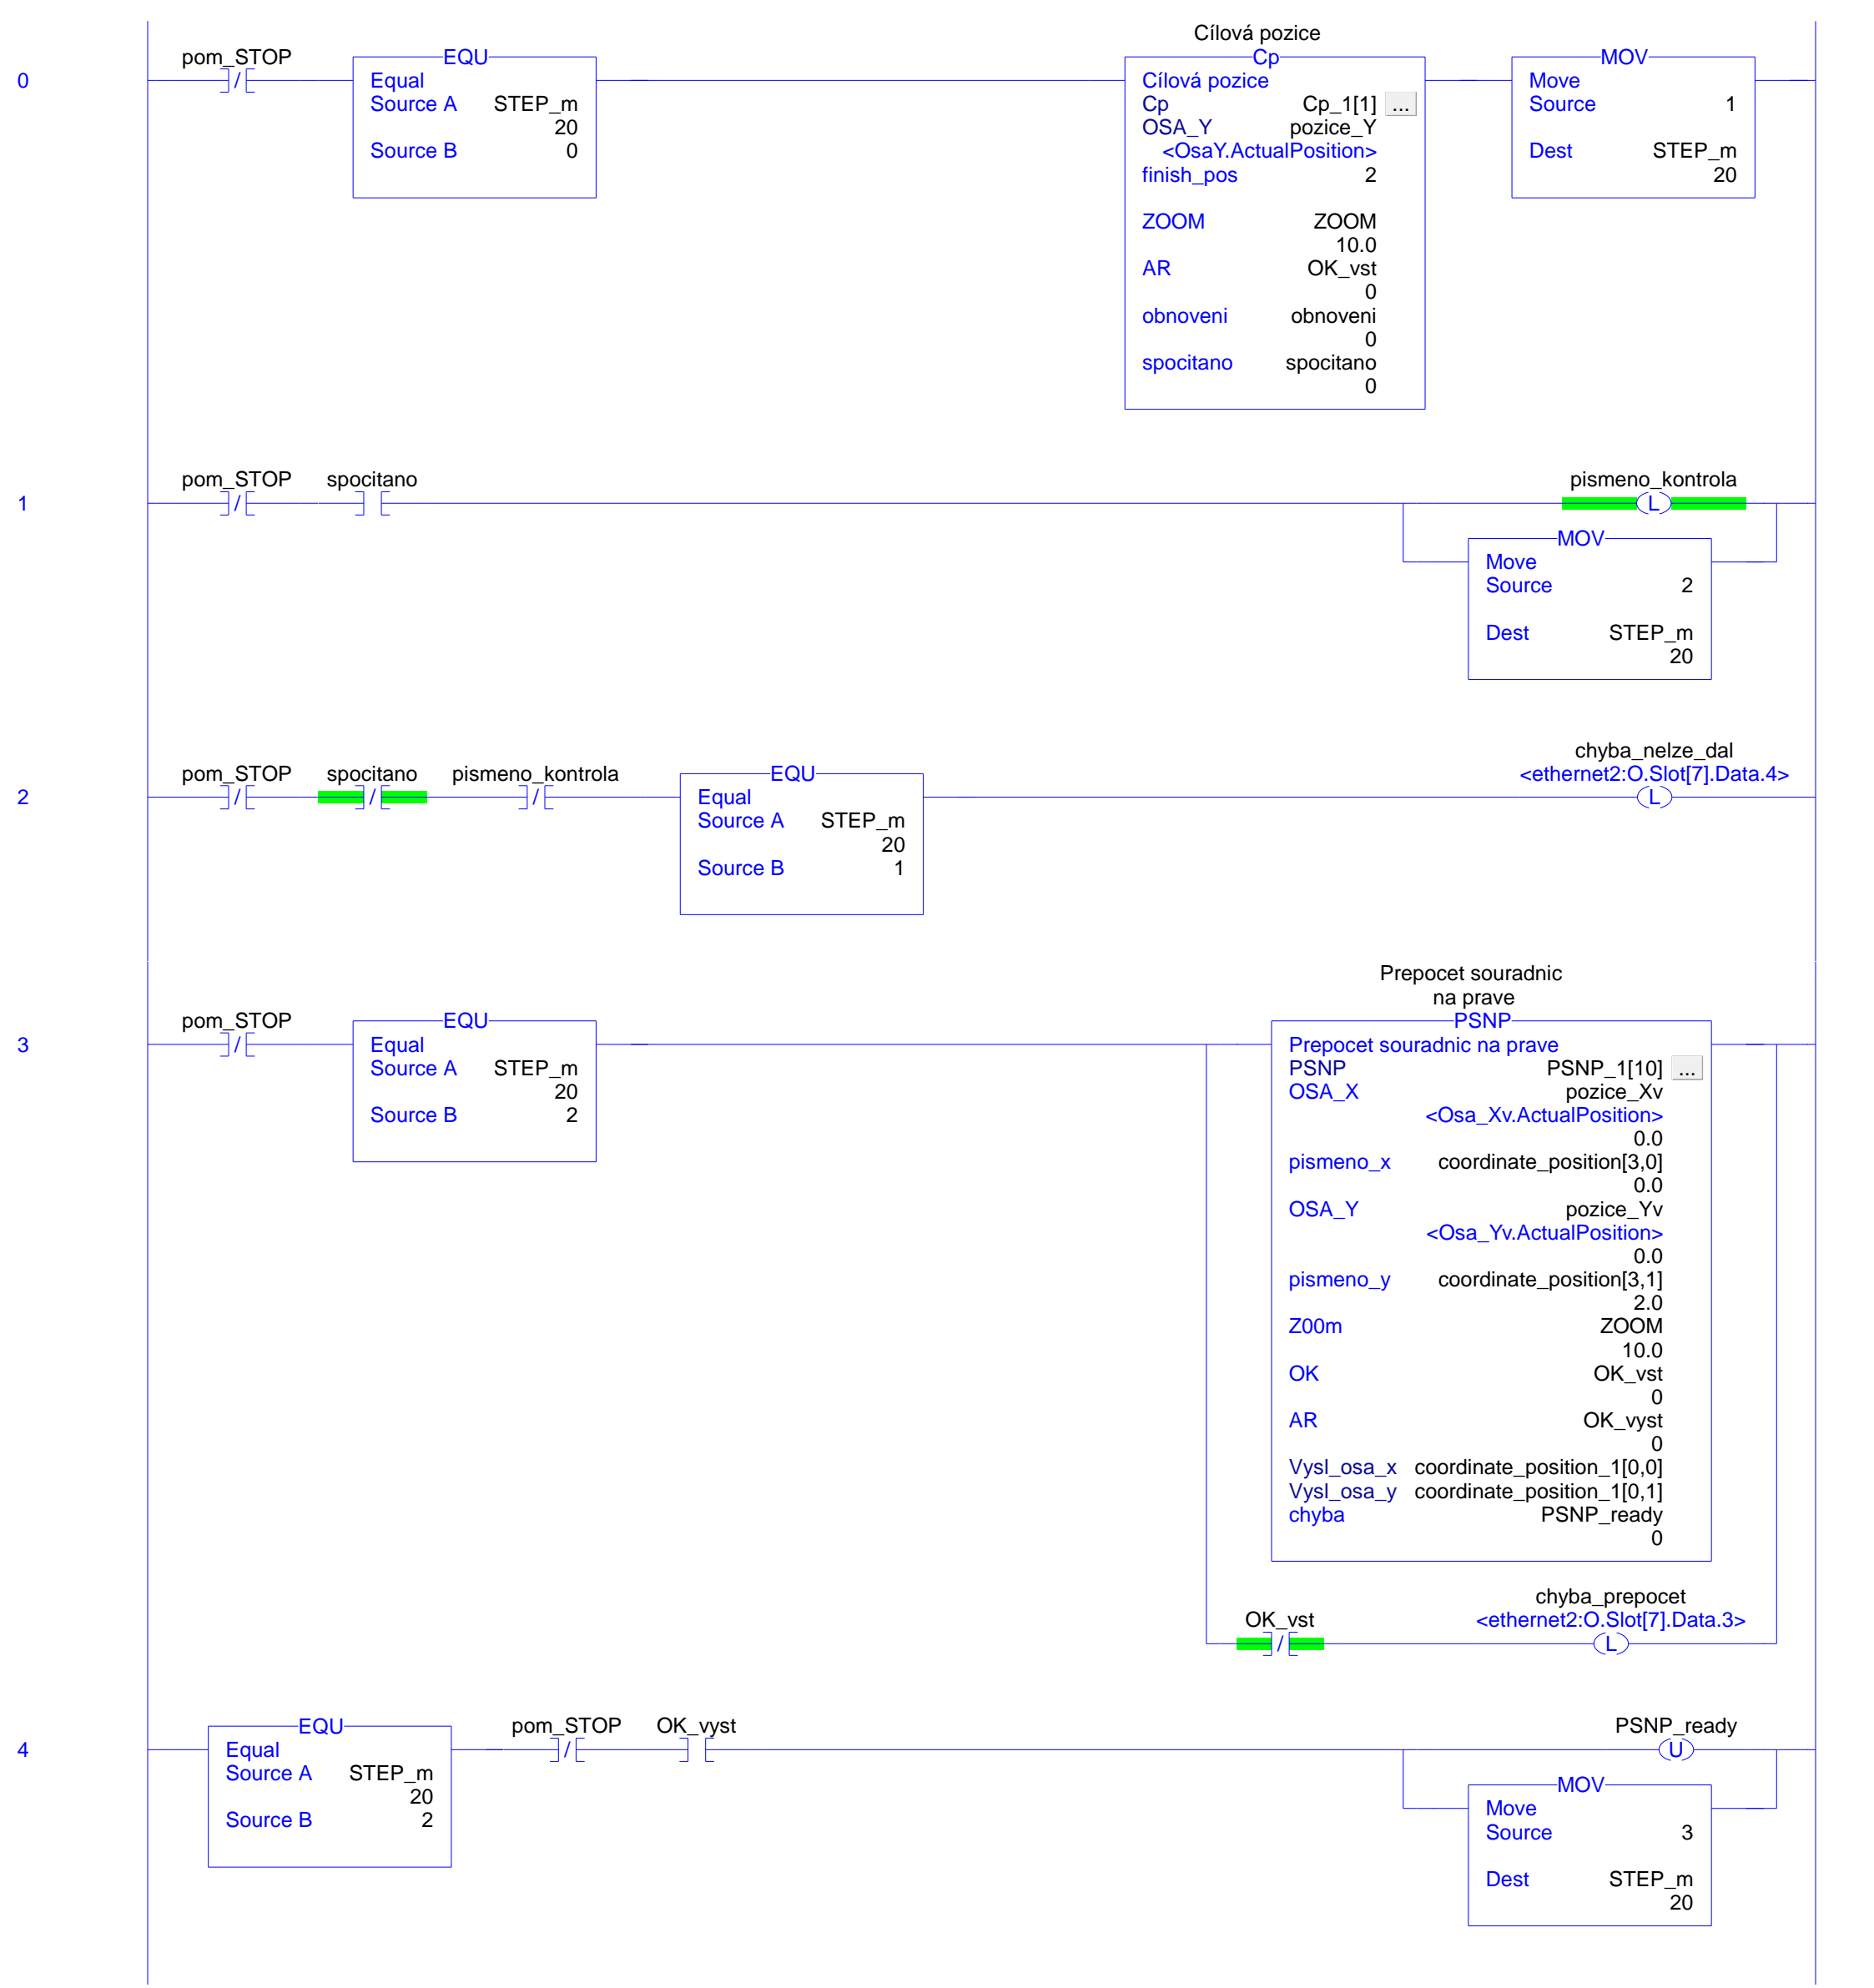 0
pom_STOP
EQU
Equal
Source A STEP_m
20
Source B 0
Cílová pozice
Cp
Cílová pozice
Cp Cp_1[1] ...
OSA_Y pozice_Y
<OsaY.ActualPosition>
finish_pos 2
ZOOM ZOOM
10.0
AR OK_vst
0
obnoveni obnoveni
0
spocitano spocitano
0
MOV
Move
Source 1
Dest STEP_m
20
1
pom_STOP spocitano
pismeno_kontrola
L
MOV
Move
Source 2
Dest STEP_m
20
2
pom_STOP spocitano pismeno_kontrola
EQU
Equal
Source A STEP_m
20
Source B 1
chyba_nelze_dal
<ethernet2:O.Slot[7].Data.4>
L
3
pom_STOP
EQU
Equal
Source A STEP_m
20
Source B 2
Prepocet souradnic
na prave
PSNP
Prepocet souradnic na prave
PSNP PSNP_1[10] ...
OSA_X pozice_Xv
<Osa_Xv.ActualPosition>
0.0
pismeno_x coordinate_position[3,0]
0.0
OSA_Y pozice_Yv
<Osa_Yv.ActualPosition>
0.0
pismeno_y coordinate_position[3,1]
2.0
Z00m ZOOM
10.0
OK OK_vst
0
AR OK_vyst
0
Vysl_osa_x coordinate_position_1[0,0]
Vysl_osa_y coordinate_position_1[0,1]
chyba PSNP_ready
0
OK_vst
chyba_prepocet
<ethernet2:O.Slot[7].Data.3>
L
4
EQU
Equal
Source A STEP_m
20
Source B 2
pom_STOP OK_vyst
PSNP_ready
U
MOV
Move
Source 3
Dest STEP_m
20